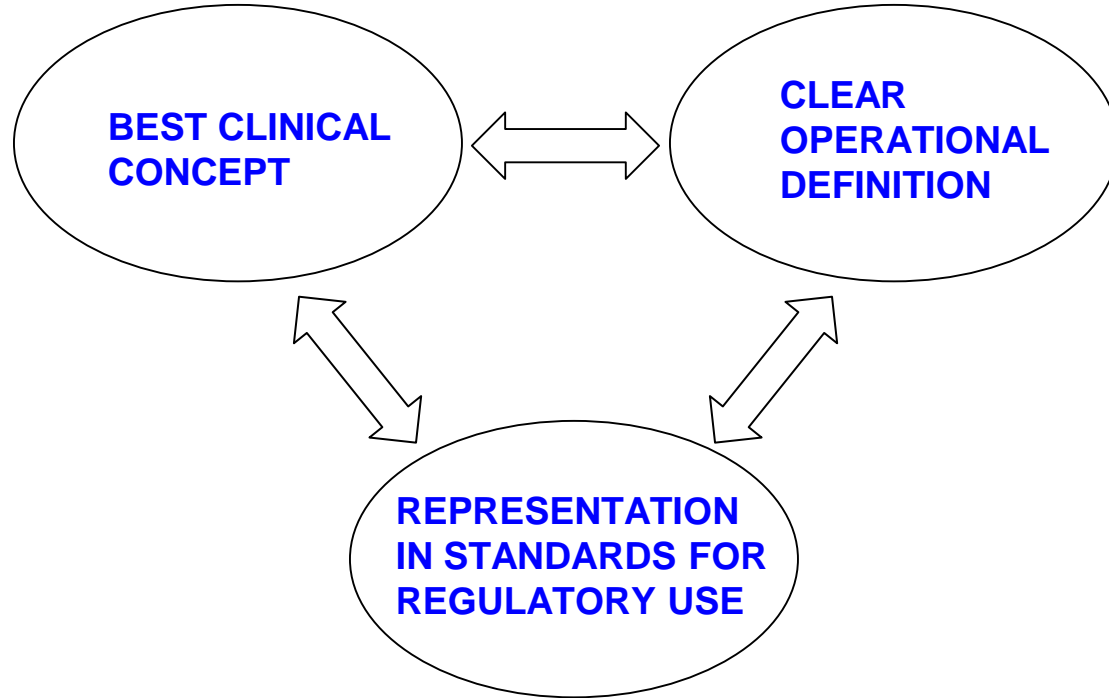 BEST CLINICAL
CONCEPT
CLEAR
OPERATIONAL
DEFINITION
REPRESENTATION
IN STANDARDS FOR
REGULATORY USE